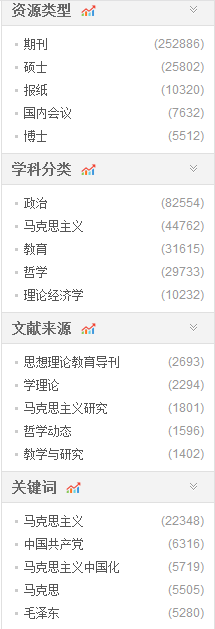 资源类型
期刊 (252886)
硕士 (25802)
报纸 (10320)
国内会议 (7632)
博士 (5512)
学科分类
政治 (82554)
马克思主义 (44762)
教育 (31615)
哲学 (29733)
理论经济学 (10232)
文献来源
思想理论教育导刊 (2693)
学理论 (2294)
马克思主义研究 (1801)
哲学动态 (1596)
教学与研究 (1402)
关键词
马克思主义 (22348)
中国共产党 (6316)
马克思主义中国化 (5719)
马克思 (5505)
毛泽东 (5280)